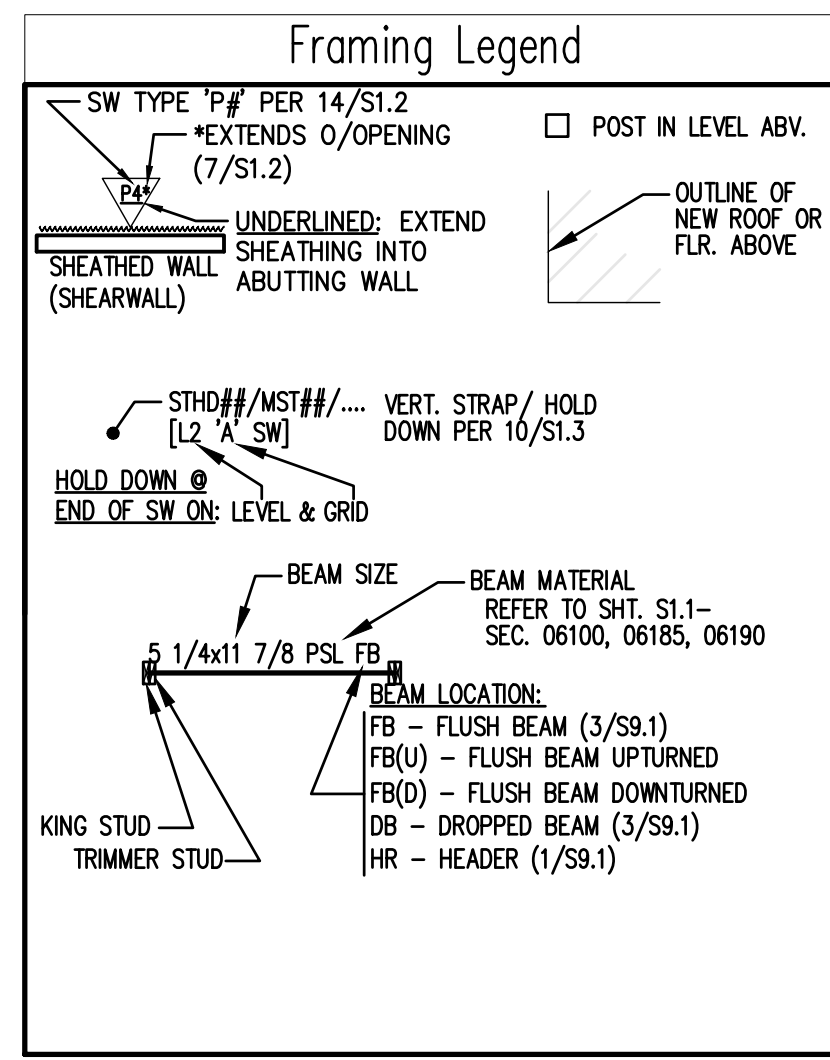 Framing Legend
SW TYPE 'P#' PER 14/S1.2
*EXTENDS O/OPENING
(7/S1.2)
P4*
UNDERLINED: EXTEND
SHEATHING INTO
ABUTTING WALL
SHEATHED WALL
(SHEARWALL)
POST IN LEVEL ABV.
OUTLINE OF
NEW ROOF OR
FLR. ABOVE
STHD##/MST##/....
[L2 'A' SW]
VERT. STRAP/ HOLD
DOWN PER 10/S1.3
HOLD DOWN @
END OF SW ON: LEVEL & GRID
BEAM SIZE
BEAM MATERIAL
REFER TO SHT. S1.1-
SEC. 06100, 06185, 06190
5 1/4x11 7/8 PSL FB
BEAM LOCATION:
FB - FLUSH BEAM (3/S9.1)
FB(U) - FLUSH BEAM UPTURNED
FB(D) - FLUSH BEAM DOWNTURNED
DB - DROPPED BEAM (3/S9.1)
HR - HEADER (1/S9.1)
KING STUD
TRIMMER STUD